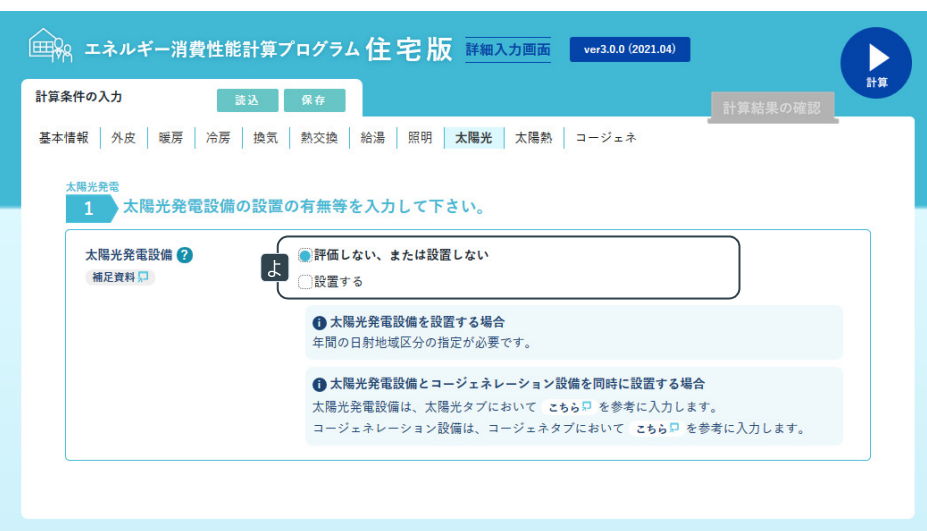 エネルギー消費性能計算プログラム 住宅版 詳細入力画面 ver3.0.0 (2021.04)
計算
計算条件の入力 読込 保存
計算結果の確認
基本情報 外皮 暖房 冷房 換気 熱交換 給湯 照明 太陽光 太陽熱 コージェネ
太陽光発電
1 太陽光発電設備の設置の有無等を入力して下さい。
太陽光発電設備 ?
補足資料
よ
評価しない、または設置しない
設置する
i 太陽光発電設備を設置する場合
年間の日射地域区分の指定が必要です。
i 太陽光発電設備とコージェネレーション設備を同時に設置する場合
太陽光発電設備は、太陽光タブにおいて こちら を参考に入力します。
コージェネレーション設備は、コージェネタブにおいて こちら を参考に入力します。